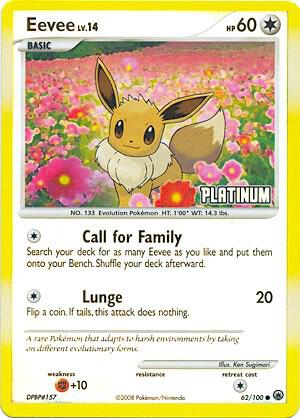 Eevee LV.14 HP 60
BASIC
PLATINUM
NO. 133 Evolution Pokémon HT: 1'00" WT: 14.3 lbs.
Call for Family
Search your deck for as many Eevee as you like and put them
onto your Bench. Shuffle your deck afterward.
Lunge 20
Flip a coin. If tails, this attack does nothing.
A rare Pokémon that adapts to harsh environments by taking
on different evolutionary forms.
Illus. Ken Sugimori
weakness resistance retreat cost
+10
DPBP#157 ©2008 Pokémon/Nintendo 62/100